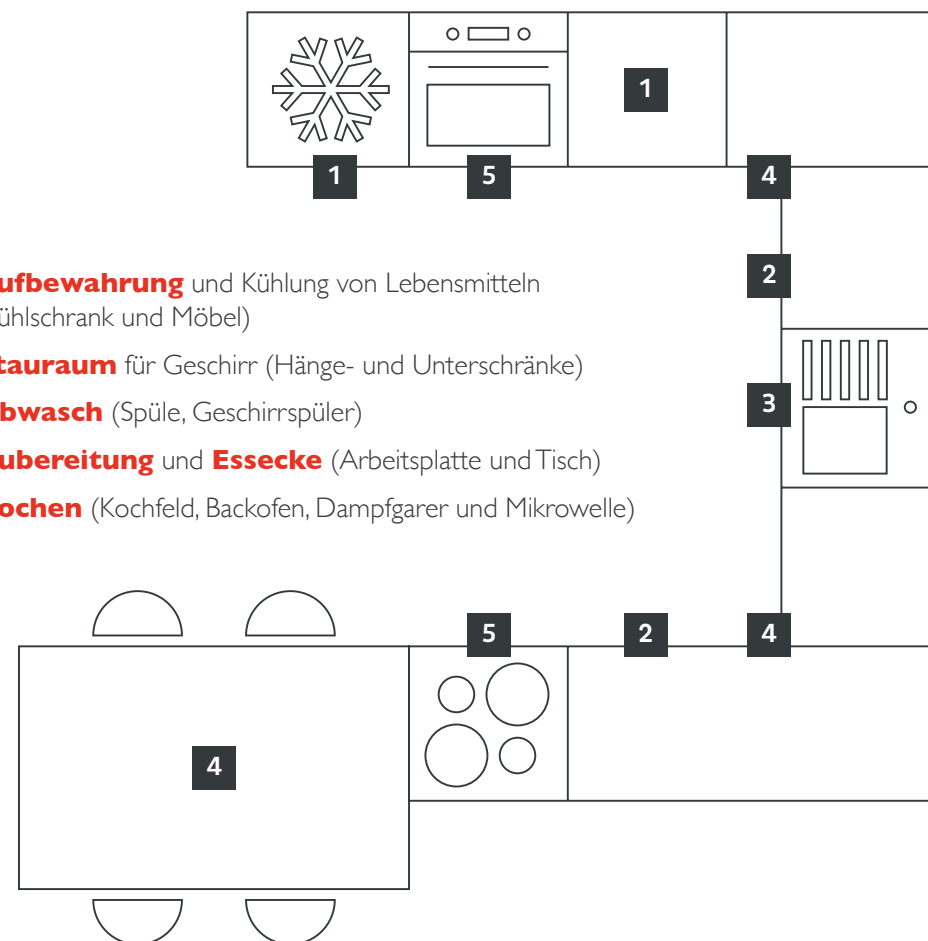 1
1
5
4
ufbewahrung und Kühlung von Lebensmitteln
2
ühlschrank und Möbel)
tauraum für Geschirr (Hänge- und Unterschränke)
bwasch (Spüle, Geschirrspüler)
3
ubereitung und Essecke (Arbeitsplatte und Tisch)
ochen (Kochfeld, Backofen, Dampfgarer und Mikrowelle)
5
2
4
4